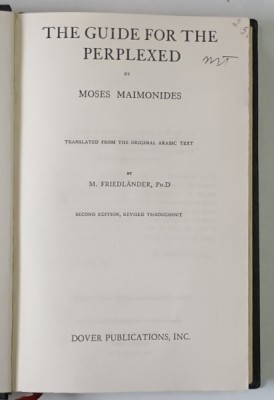 THE GUIDE FOR THE
PERPLEXED
BY
MOSES MAIMONIDES
TRANSLATED FROM THE ORIGINAL ARABIC TEXT
BY
M. FRIEDLÄNDER, PH.D
SECOND EDITION, REVISED THROUGHOUT
DOVER PUBLICATIONS, INC.